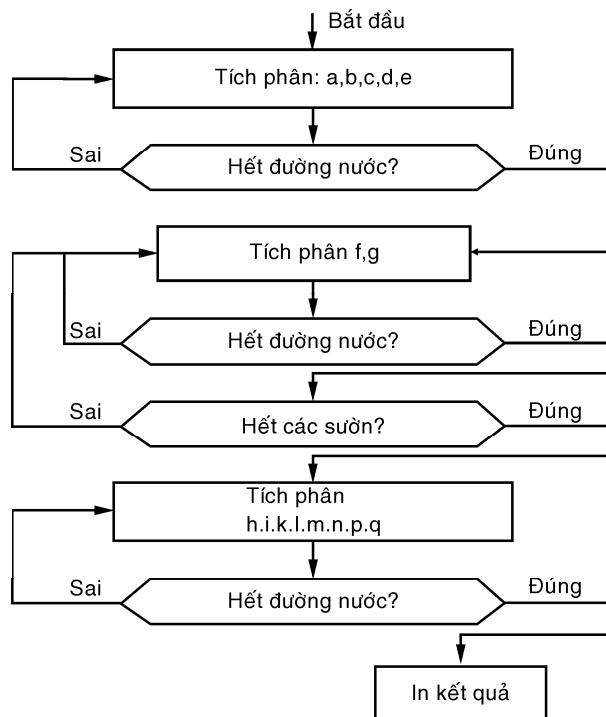 Bắt đầu
Tích phân: a,b,c,d,e
Sai
Hết đường nước?
Đúng
Tích phân f,g
Sai
Hết đường nước?
Đúng
Sai
Hết các sườn?
Đúng
Tích phân
h.i.k.l.m.n.p.q
Sai
Hết đường nước?
Đúng
In kết quả